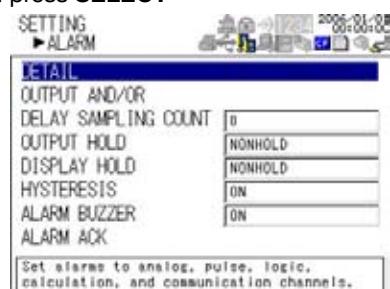 press SELECT
SETTING
►ALARM
DETAIL
OUTPUT AND/OR
DELAY SAMPLING COUNT 0
OUTPUT HOLD NONHOLD
DISPLAY HOLD NONHOLD
HYSTERESIS ON
ALARM BUZZER ON
ALARM ACK
Set alarms to analog, pulse, logic,
calculation, and communication channels.